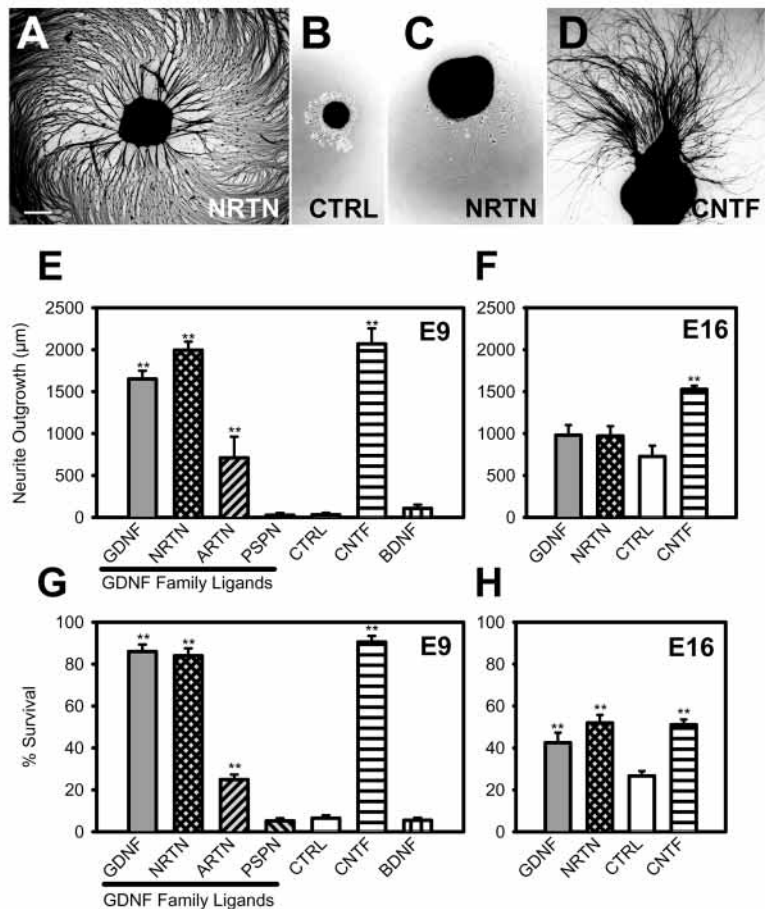 A
B
C
D
NRTN
CTRL
NRTN
CNTF
E
F
2500
2000
1500
1000
500
0
Neurite Outgrowth (µm)
**
**
**
**
E9
GDNF
NRTN
ARTN
PSPN
CTRL
CNTF
BDNF
GDNF Family Ligands
2500
2000
1500
1000
500
0
**
E16
GDNF
NRTN
CTRL
CNTF
G
H
100
80
60
40
20
0
% Survival
**
**
**
**
E9
GDNF
NRTN
ARTN
PSPN
CTRL
CNTF
BDNF
GDNF Family Ligands
100
80
60
40
20
0
**
**
**
E16
GDNF
NRTN
CTRL
CNTF